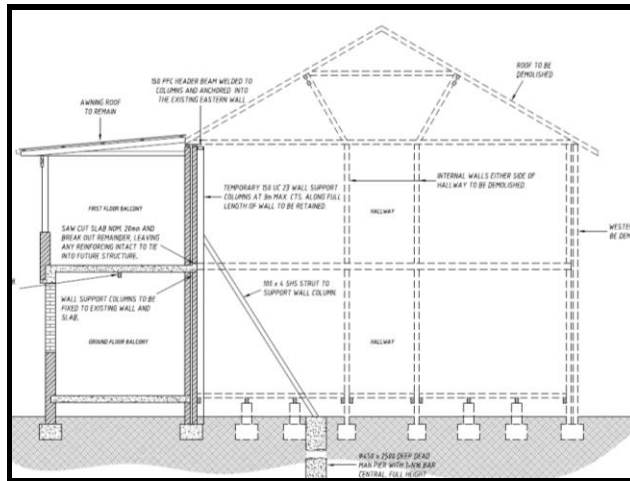 150 PFC HEADER BEAM WELDED TO
COLUMNS AND ANCHORED INTO
THE EXISTING EASTERN WALL
ROOF TO BE
DEMOLISHED
AWNING ROOF
TO REMAIN
TEMPORARY 150 UC 23 WALL SUPPORT
COLUMNS AT 3m MAX. CTS. ALONG FULL
LENGTH OF WALL TO BE RETAINED.
INTERNAL WALLS EITHER SIDE OF
HALLWAY TO BE DEMOLISHED.
FIRST FLOOR BALCONY
HALLWAY
WESTE
BE DEM
SAW CUT SLAB NOM. 20mm AND
BREAK OUT REMAINDER, LEAVING
ANY REINFORCING INTACT TO TIE
INTO FUTURE STRUCTURE.
100 x 4 SHS STRUT TO
SUPPORT WALL COLUMN
WALL SUPPORT COLUMNS TO BE
FIXED TO EXISTING WALL AND
SLAB.
GROUND FLOOR BALCONY
HALLWAY
450 x 2500 DEEP DEAD
MAN PIER WITH BAR
CENTRAL, FULL HEIGHT